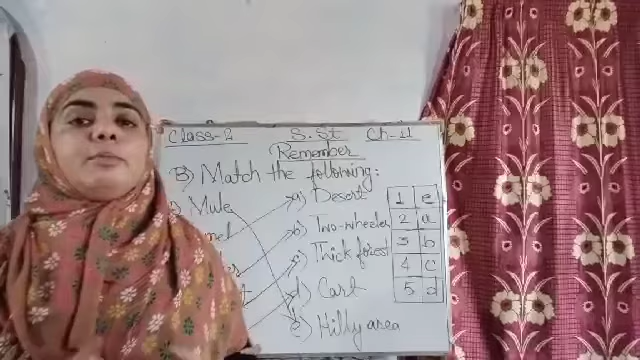 Class-2 S.St Ch-11
Remember
B) Match the following:
Mule a) Desert
b) Two-wheeler
c) Thick forest
d) Cart
e) Hilly area
1 e
2 a
3 b
4 c
5 d